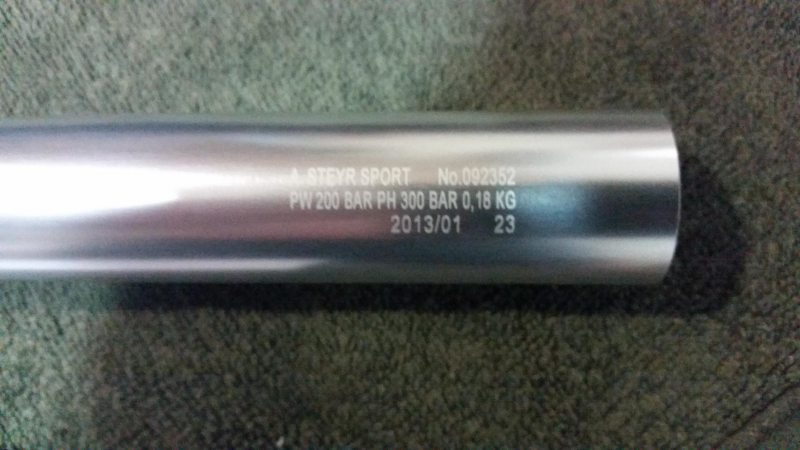 A STEYR SPORT No.092352
PW 200 BAR PH 300 BAR 0,18 KG
2013/01 23